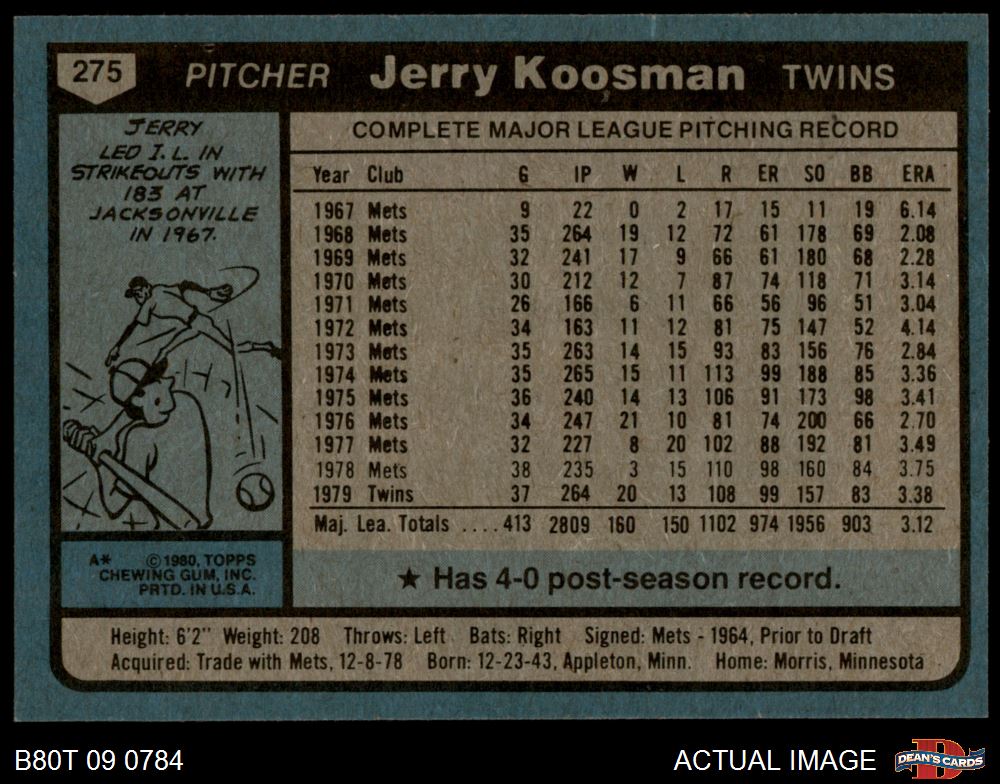 275 PITCHER Jerry Koosman TWINS
JERRY
LED I.L. IN
STRIKEOUTS WITH
183 AT
JACKSONVILLE
IN 1967.
A* ©1980, TOPPS
CHEWING GUM, INC.
PRTD. IN U.S.A.
COMPLETE MAJOR LEAGUE PITCHING RECORD
Year Club G IP W L R ER SO BB ERA
1967 Mets 9 22 0 2 17 15 11 19 6.14
1968 Mets 35 264 19 12 72 61 178 69 2.08
1969 Mets 32 241 17 9 66 61 180 68 2.28
1970 Mets 30 212 12 7 87 74 118 71 3.14
1971 Mets 26 166 6 11 66 56 96 51 3.04
1972 Mets 34 163 11 12 81 75 147 52 4.14
1973 Mets 35 263 14 15 93 83 156 76 2.84
1974 Mets 35 265 15 11 113 99 188 85 3.36
1975 Mets 36 240 14 13 106 91 173 98 3.41
1976 Mets 34 247 21 10 81 74 200 66 2.70
1977 Mets 32 227 8 20 102 88 192 81 3.49
1978 Mets 38 235 3 15 110 98 160 84 3.75
1979 Twins 37 264 20 13 108 99 157 83 3.38
Maj. Lea. Totals ....413 2809 160 150 1102 974 1956 903 3.12
★ Has 4-0 post-season record.
Height: 6'2" Weight: 208 Throws: Left Bats: Right Signed: Mets - 1964, Prior to Draft
Acquired: Trade with Mets, 12-8-78 Born: 12-23-43, Appleton, Minn. Home: Morris, Minnesota
B80T 09 0784 ACTUAL IMAGE D DEAN'S CARDS